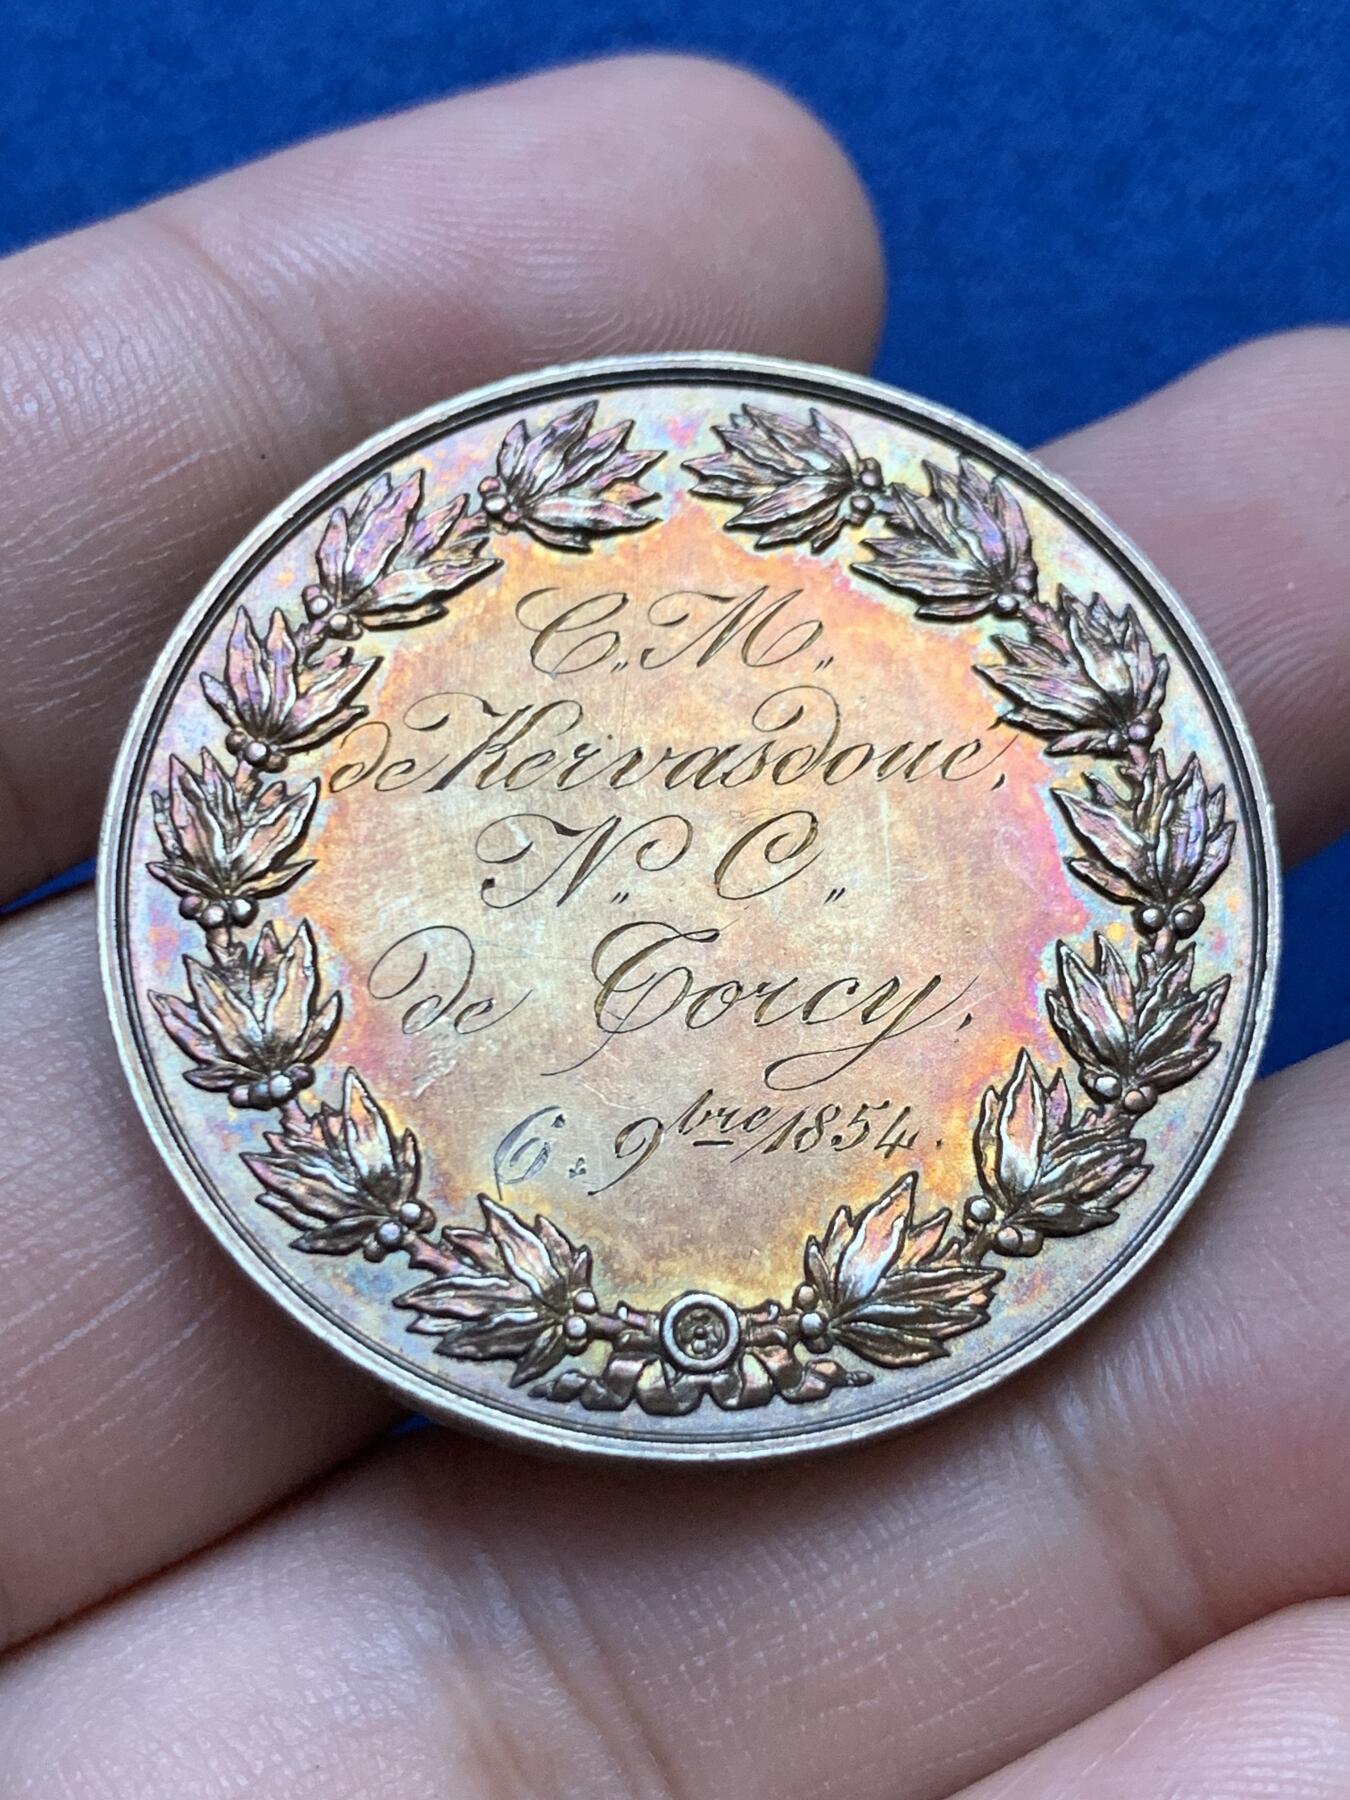 C. M.
de Kervasdoué,
N. C.
de Torcy,
6. 9bre 1854.